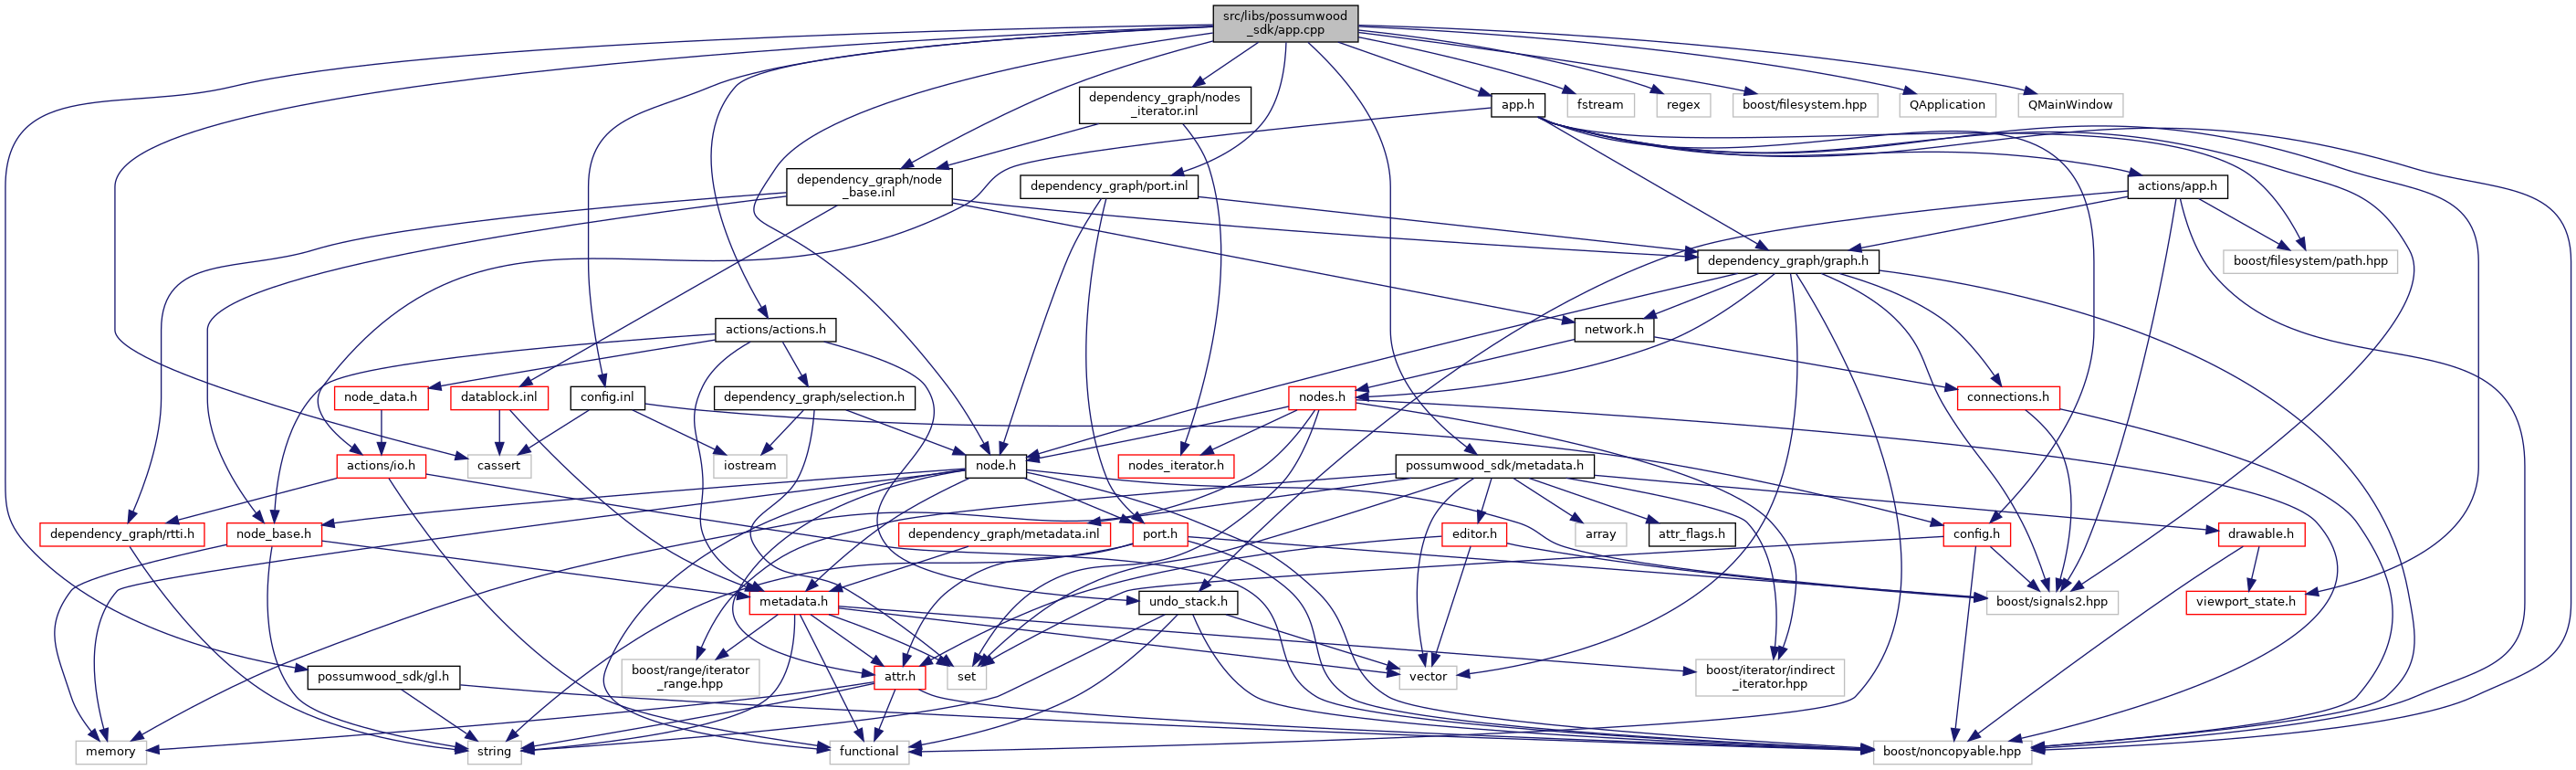 src/libs/possumwood
_sdk/app.cpp
dependency_graph/nodes
_iterator.inl
app.h
fstream
regex
boost/filesystem.hpp
QApplication
QMainWindow
dependency_graph/node
_base.inl
dependency_graph/port.inl
actions/app.h
dependency_graph/graph.h
boost/filesystem/path.hpp
actions/actions.h
network.h
node_data.h
datablock.inl
config.inl
dependency_graph/selection.h
nodes.h
connections.h
actions/io.h
cassert
iostream
node.h
nodes_iterator.h
possumwood_sdk/metadata.h
dependency_graph/rtti.h
node_base.h
dependency_graph/metadata.inl
port.h
editor.h
array
attr_flags.h
config.h
drawable.h
metadata.h
undo_stack.h
boost/signals2.hpp
viewport_state.h
possumwood_sdk/gl.h
boost/range/iterator
_range.hpp
attr.h
set
vector
boost/iterator/indirect
_iterator.hpp
memory
string
functional
boost/noncopyable.hpp